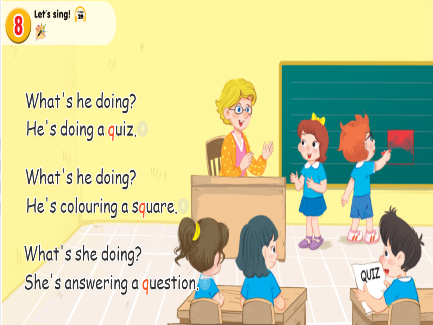 8
Let's sing!
What's he doing?
He's doing a quiz.
What's he doing?
He's colouring a square.
What's she doing?
She's answering a question.
QUIZ